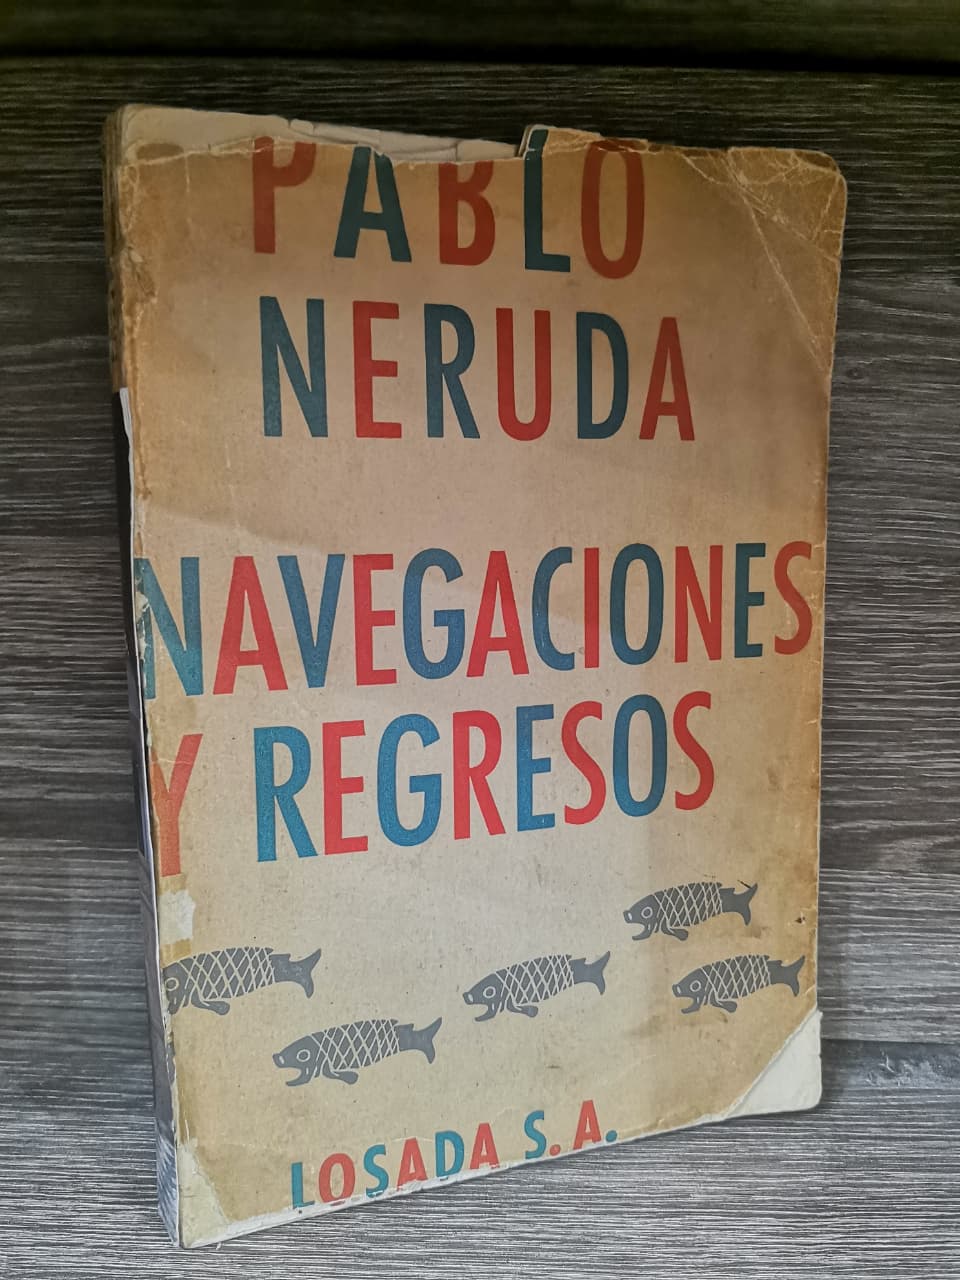 PABLO
NERUDA
NAVEGACIONES
Y REGRESOS
LOSADA S.A.